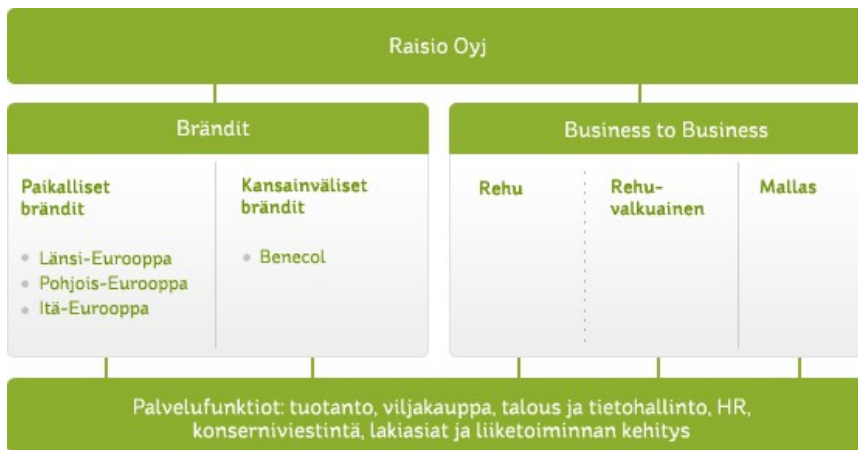 Raisio Oyj
Brändit
Business to Business
Paikalliset
brändit
• Länsi-Eurooppa
• Pohjois-Eurooppa
• Itä-Eurooppa
Kansainväliset
brändit
• Benecol
Rehu
Rehu-
valkuainen
Mallas
Palvelufunktiot: tuotanto, viljakauppa, talous ja tietohallinto, HR,
konserniviestintä, lakiasiat ja liiketoiminnan kehitys